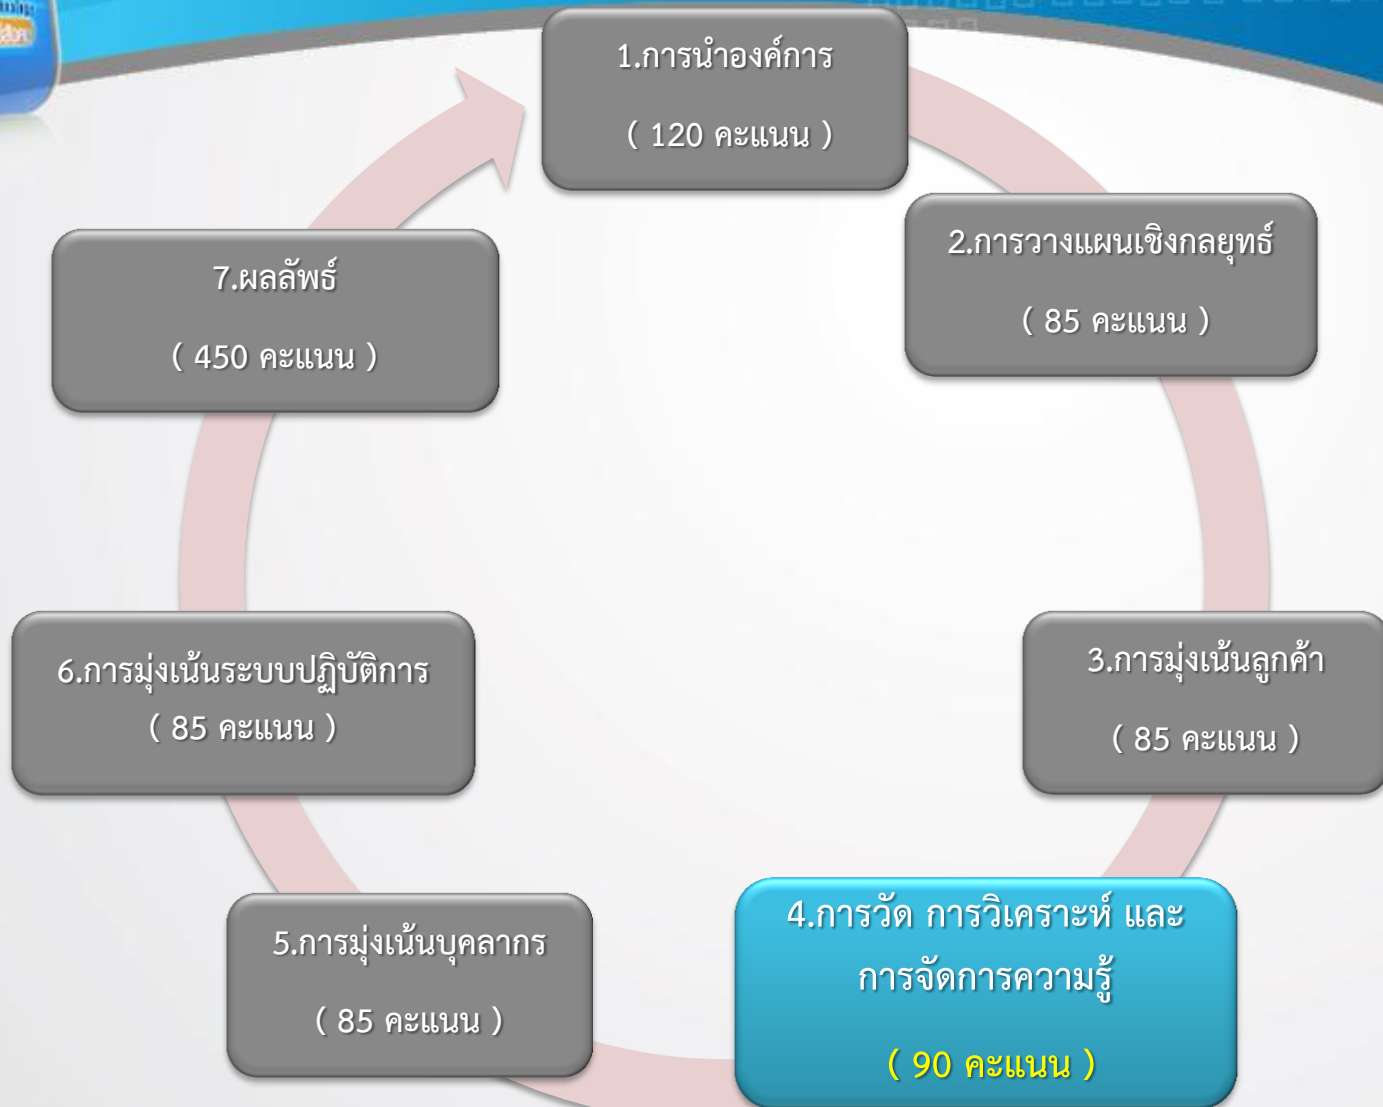 1.การนำองค์การ
( 120 คะแนน )
2.การวางแผนเชิงกลยุทธ์
( 85 คะแนน )
3.การมุ่งเน้นลูกค้า
( 85 คะแนน )
4.การวัด การวิเคราะห์ และ
การจัดการความรู้
( 90 คะแนน )
5.การมุ่งเน้นบุคลากร
( 85 คะแนน )
6.การมุ่งเน้นระบบปฏิบัติการ
( 85 คะแนน )
7.ผลลัพธ์
( 450 คะแนน )